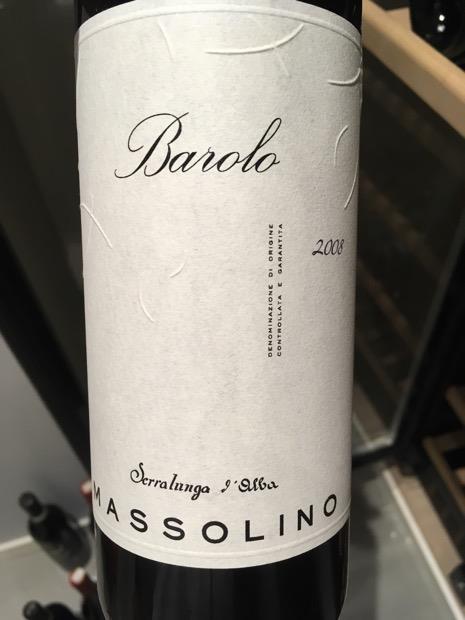 Barolo
2008
DENOMINAZIONE DI ORIGINE
CONTROLLATA E GARANTITA
Serralunga d'Alba
MASSOLINO